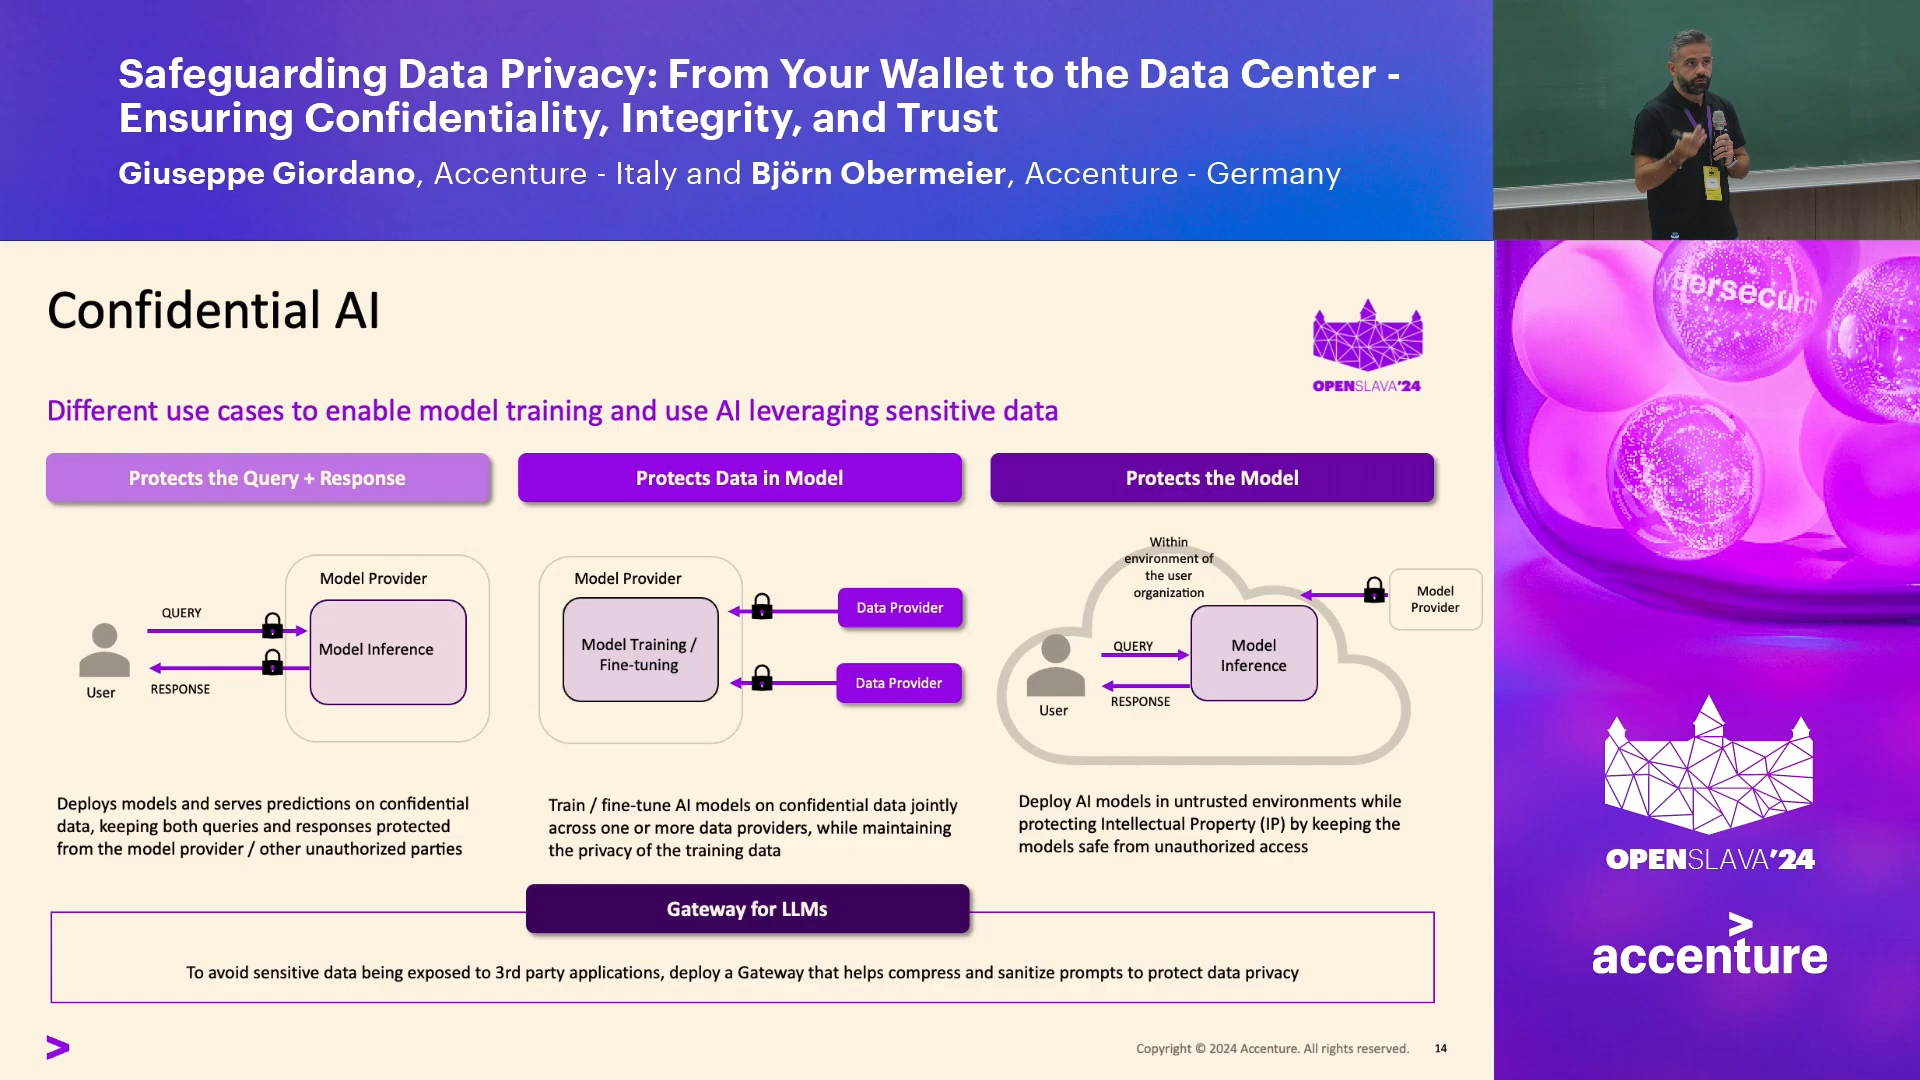 Safeguarding Data Privacy: From Your Wallet to the Data Center -
Ensuring Confidentiality, Integrity, and Trust
Giuseppe Giordano, Accenture - Italy and Björn Obermeier, Accenture - Germany
Confidential AI
OPENSLAVA'24
Different use cases to enable model training and use AI leveraging sensitive data
Protects the Query + Response
Model Provider
QUERY
Model Inference
User
RESPONSE
Deploys models and serves predictions on confidential
data, keeping both queries and responses protected
from the model provider / other unauthorized parties
Protects Data in Model
Model Provider
Model Training /
Fine-tuning
Data Provider
Data Provider
Train / fine-tune AI models on confidential data jointly
across one or more data providers, while maintaining
the privacy of the training data
Protects the Model
Within
environment of
the user
organization
Model
Provider
QUERY
Model
Inference
User
RESPONSE
Deploy AI models in untrusted environments while
protecting Intellectual Property (IP) by keeping the
models safe from unauthorized access
Gateway for LLMs
To avoid sensitive data being exposed to 3rd party applications, deploy a Gateway that helps compress and sanitize prompts to protect data privacy
Copyright © 2024 Accenture. All rights reserved. 14
OPENSLAVA'24
accenture